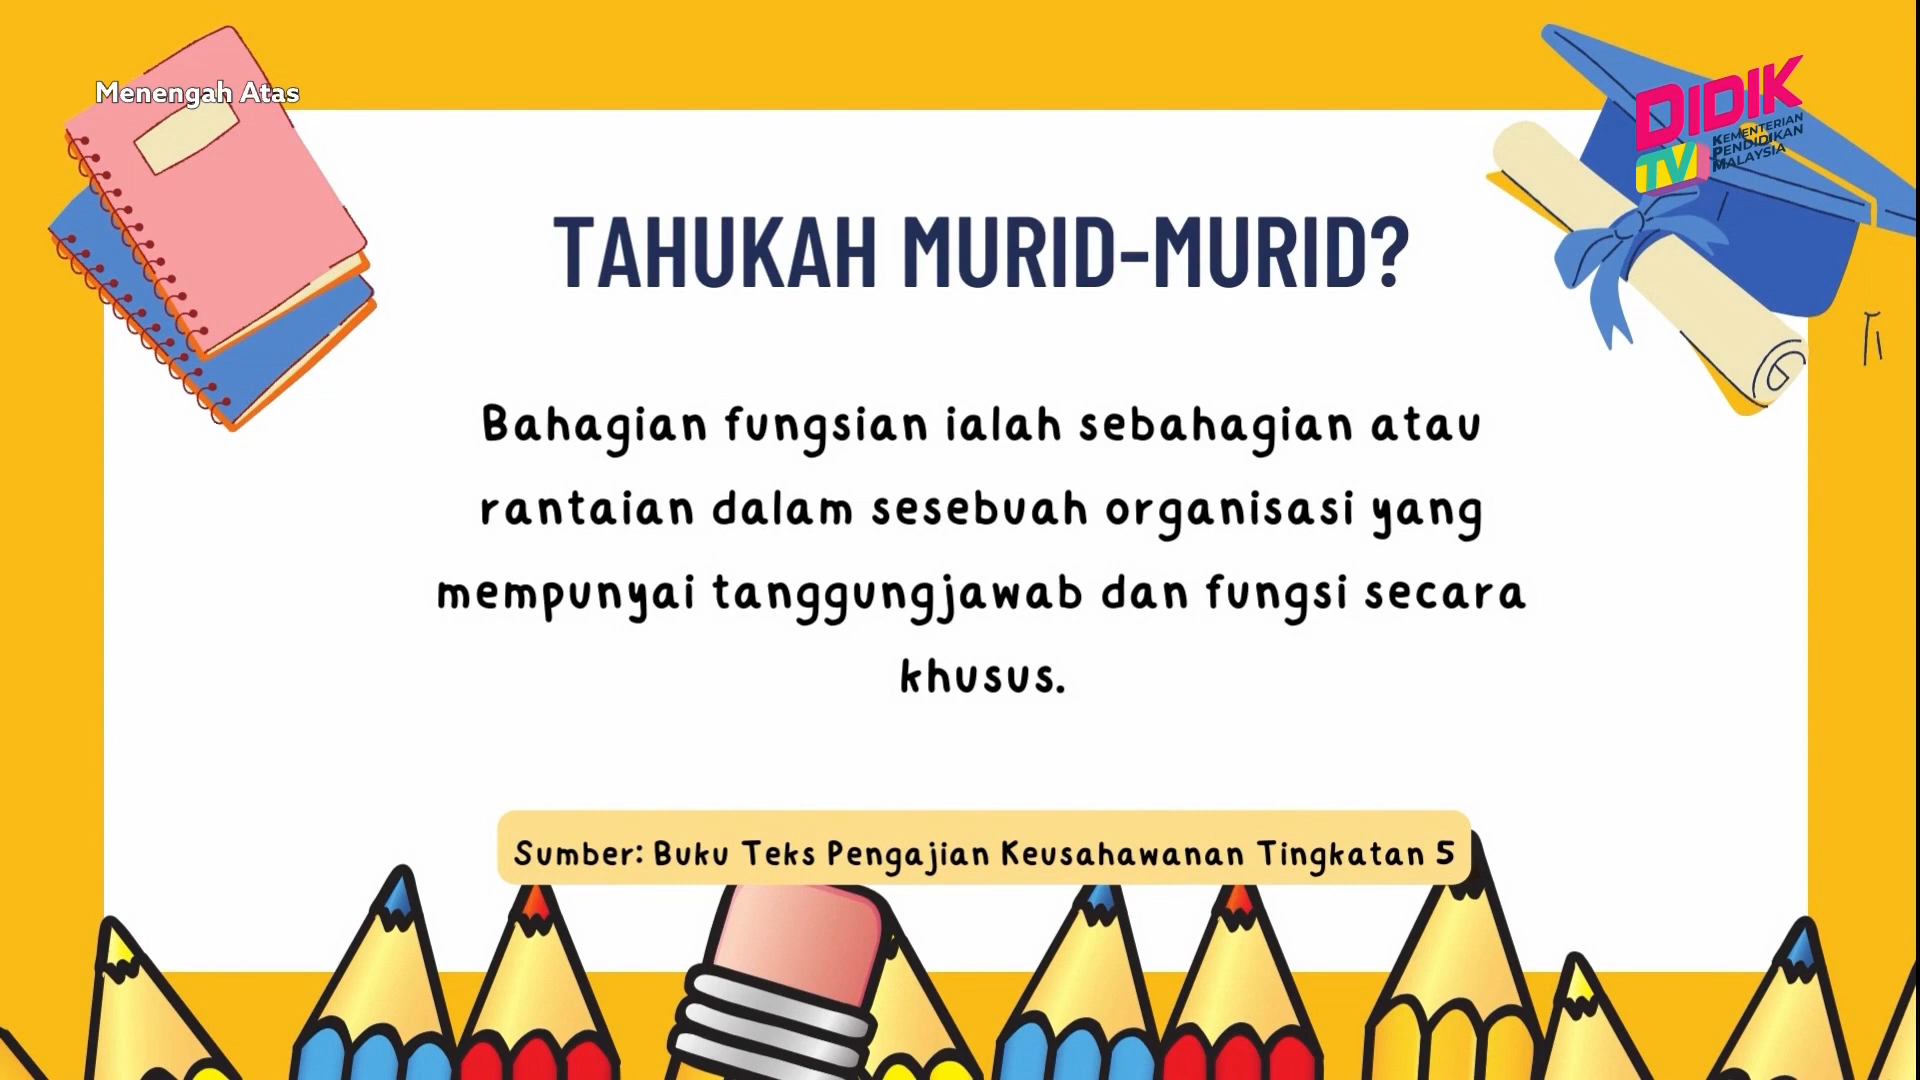 Menengah Atas
DIDIK
TV
KEMENTERIAN
PENDIDIKAN
MALAYSIA
TAHUKAH MURID-MURID?
Bahagian fungsian ialah sebahagian atau
rantaian dalam sesebuah organisasi yang
mempunyai tanggungjawab dan fungsi secara
khusus.
Sumber: Buku Teks Pengajian Keusahawanan Tingkatan 5